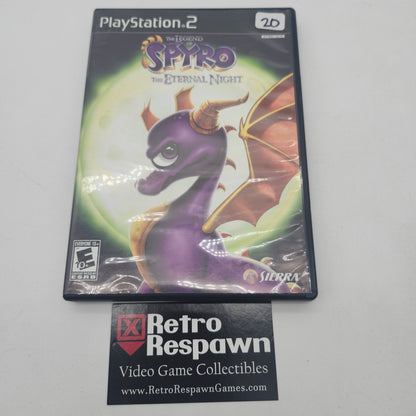 PlayStation.2
20
THE LEGEND OF
SPYRO
THE ETERNAL NIGHT
EVERYONE 10+
E
10+
ESRB
SIERRA
Retro
Respawn
Video Game Collectibles
www.RetroRespawnGames.com